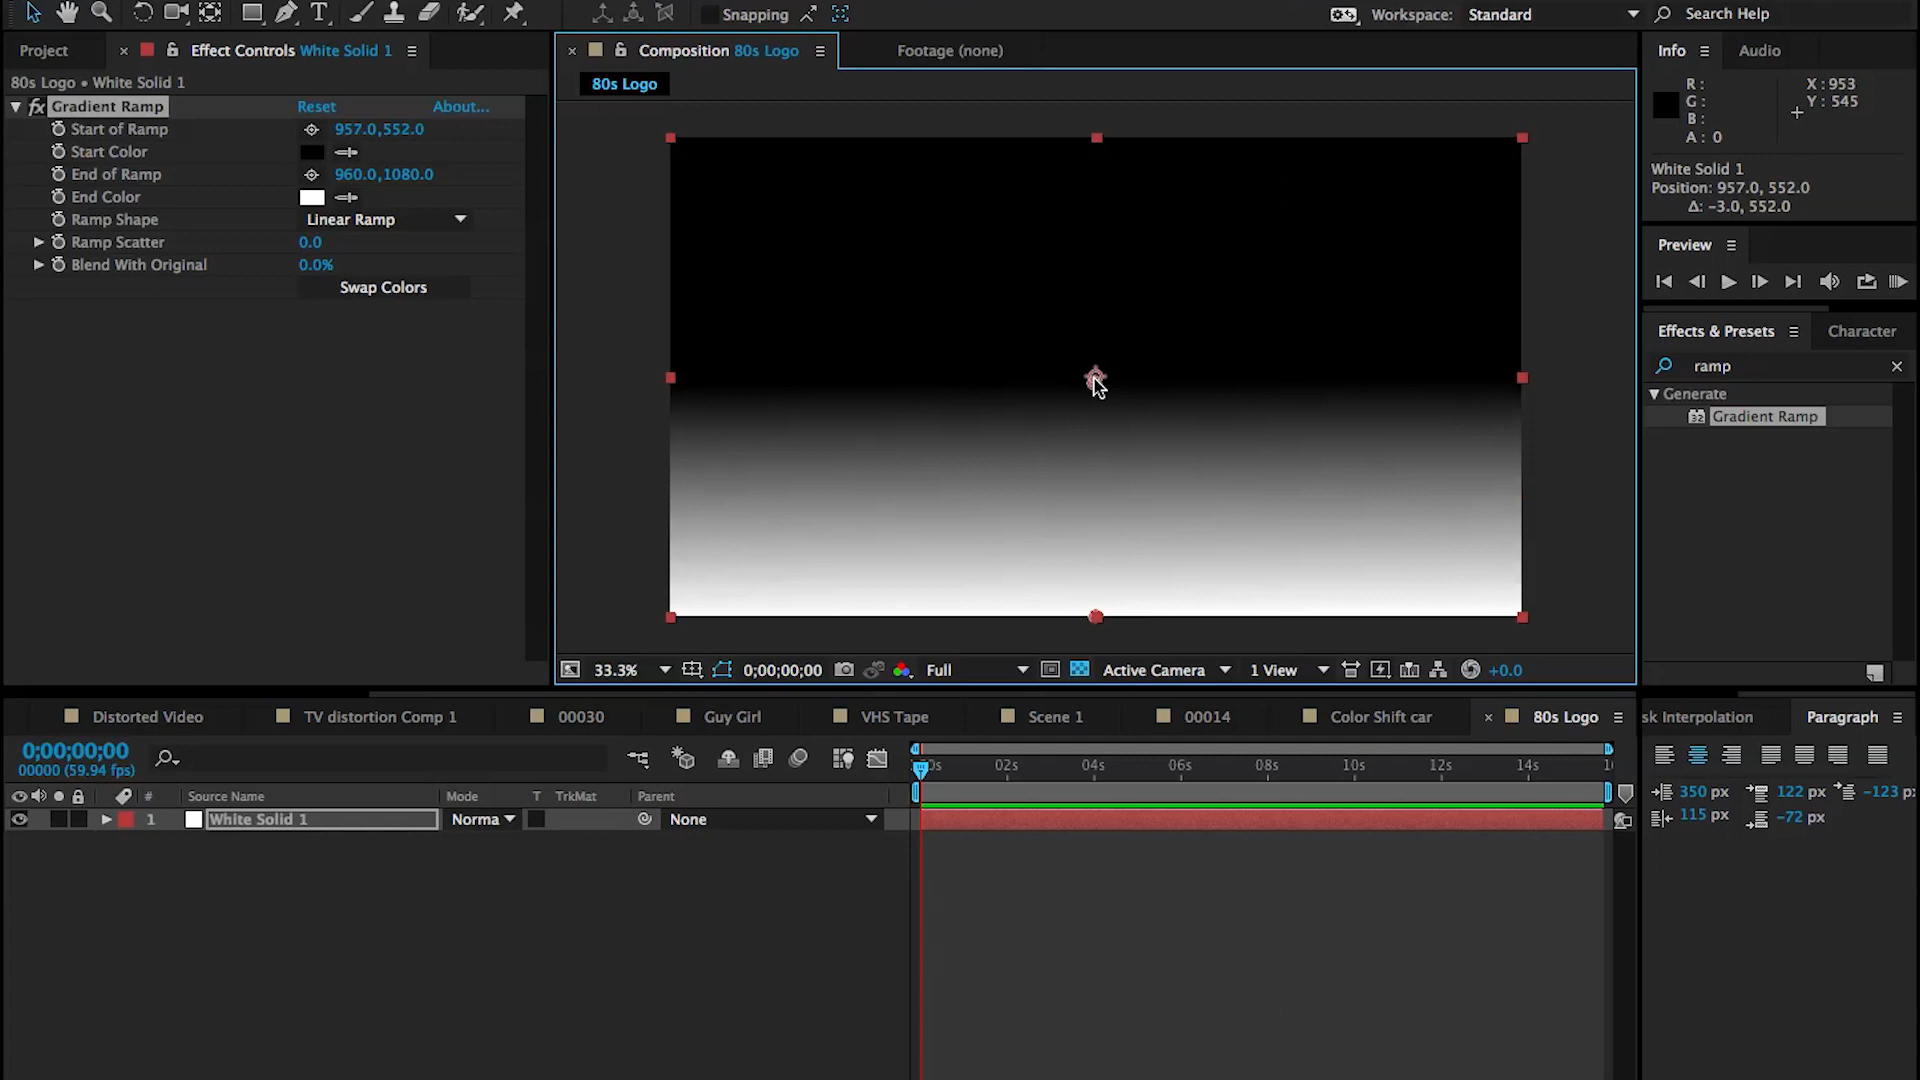 Snapping
Workspace: Standard
Search Help
Project
Effect Controls White Solid 1
80s Logo • White Solid 1
fx Gradient Ramp Reset About...
Start of Ramp 957.0,552.0
Start Color
End of Ramp 960.0,1080.0
End Color
Ramp Shape Linear Ramp
Ramp Scatter 0.0
Blend With Original 0.0%
Swap Colors
Composition 80s Logo
Footage (none)
80s Logo
33.3% 0;00;00;00 Full Active Camera 1 View +0.0
Info Audio
R : X : 953
G : Y : 545
B :
A : 0
White Solid 1
Position: 957.0, 552.0
Δ: -3.0, 552.0
Preview
Effects & Presets Character
ramp
Generate
32 Gradient Ramp
Distorted Video TV distortion Comp 1 00030 Guy Girl VHS Tape Scene 1 00014 Color Shift car 80s Logo
0;00;00;00
00000 (59.94 fps)
0s 02s 04s 06s 08s 10s 12s 14s
# Source Name Mode T TrkMat Parent
1 White Solid 1 Norma None
sk Interpolation Paragraph
350 px 122 px -123 p
115 px -72 px